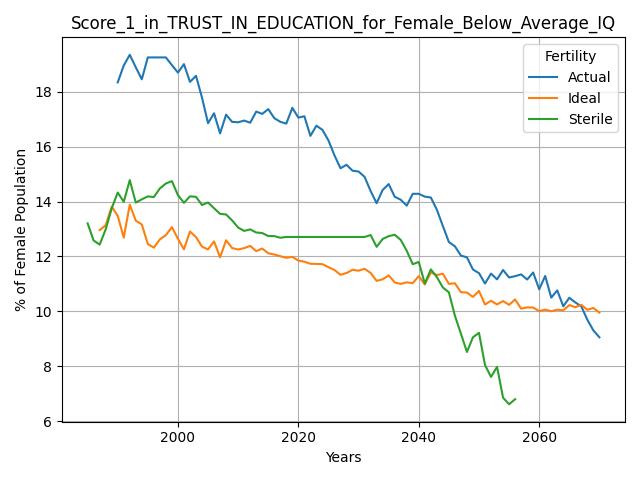 Score_1_in_TRUST_IN_EDUCATION_for_Female_Below_Average_IQ
Fertility
Actual
Ideal
Sterile
% of Female Population
18
16
14
12
10
8
6
2000
2020
2040
2060
Years